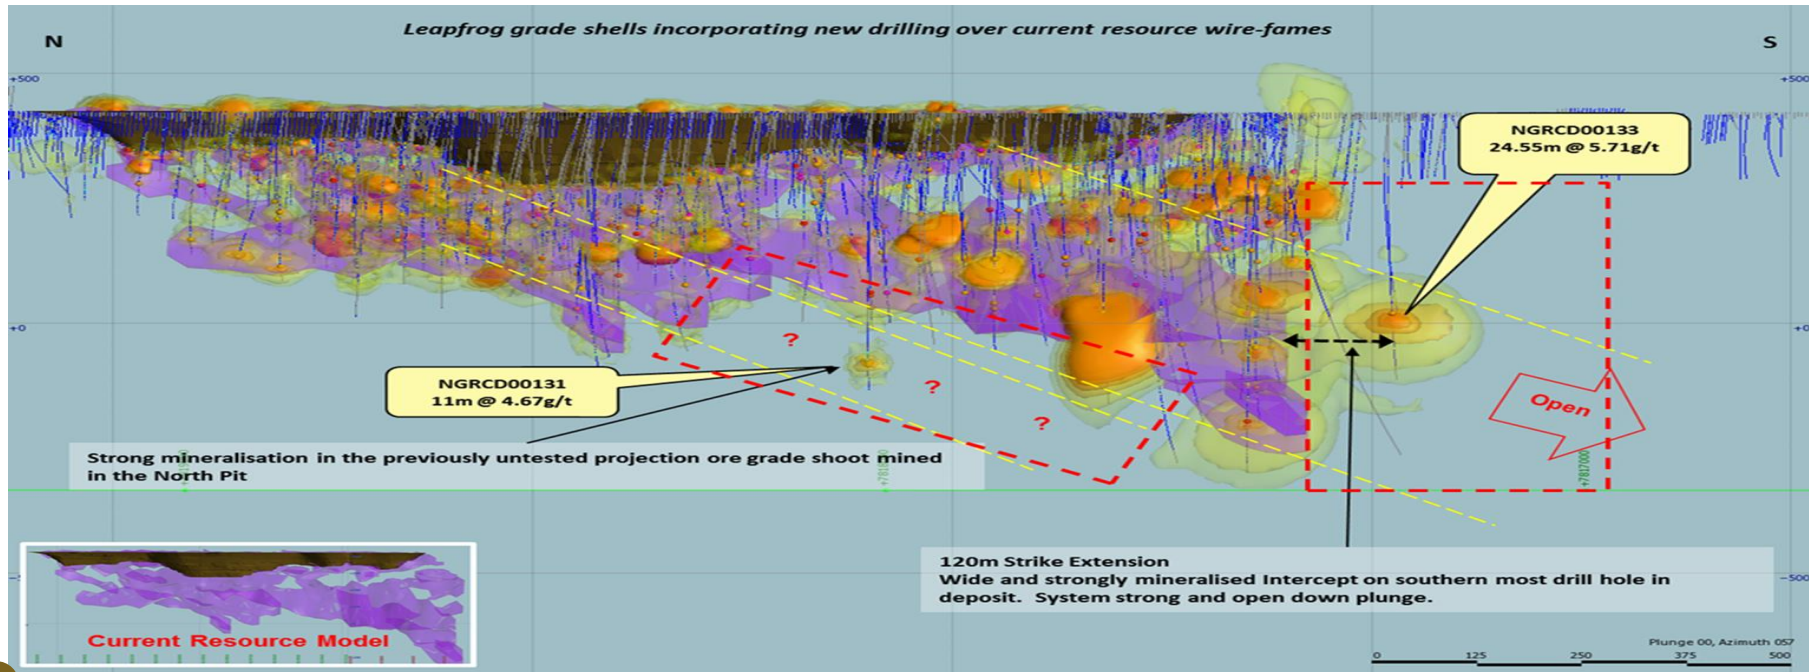 Leapfrog grade shells incorporating new drilling over current resource wire-fames
N
S
+500
+500
NGRCD00133
24.55m @ 5.71g/t
+0
+0
?
?
?
NGRCD00131
11m @ 4.67g/t
Open
Strong mineralisation in the previously untested projection ore grade shoot mined
in the North Pit
+7817000
120m Strike Extension
Wide and strongly mineralised Intercept on southern most drill hole in
deposit. System strong and open down plunge.
-500
Current Resource Model
Plunge 00, Azimuth 057
0 125 250 375 500